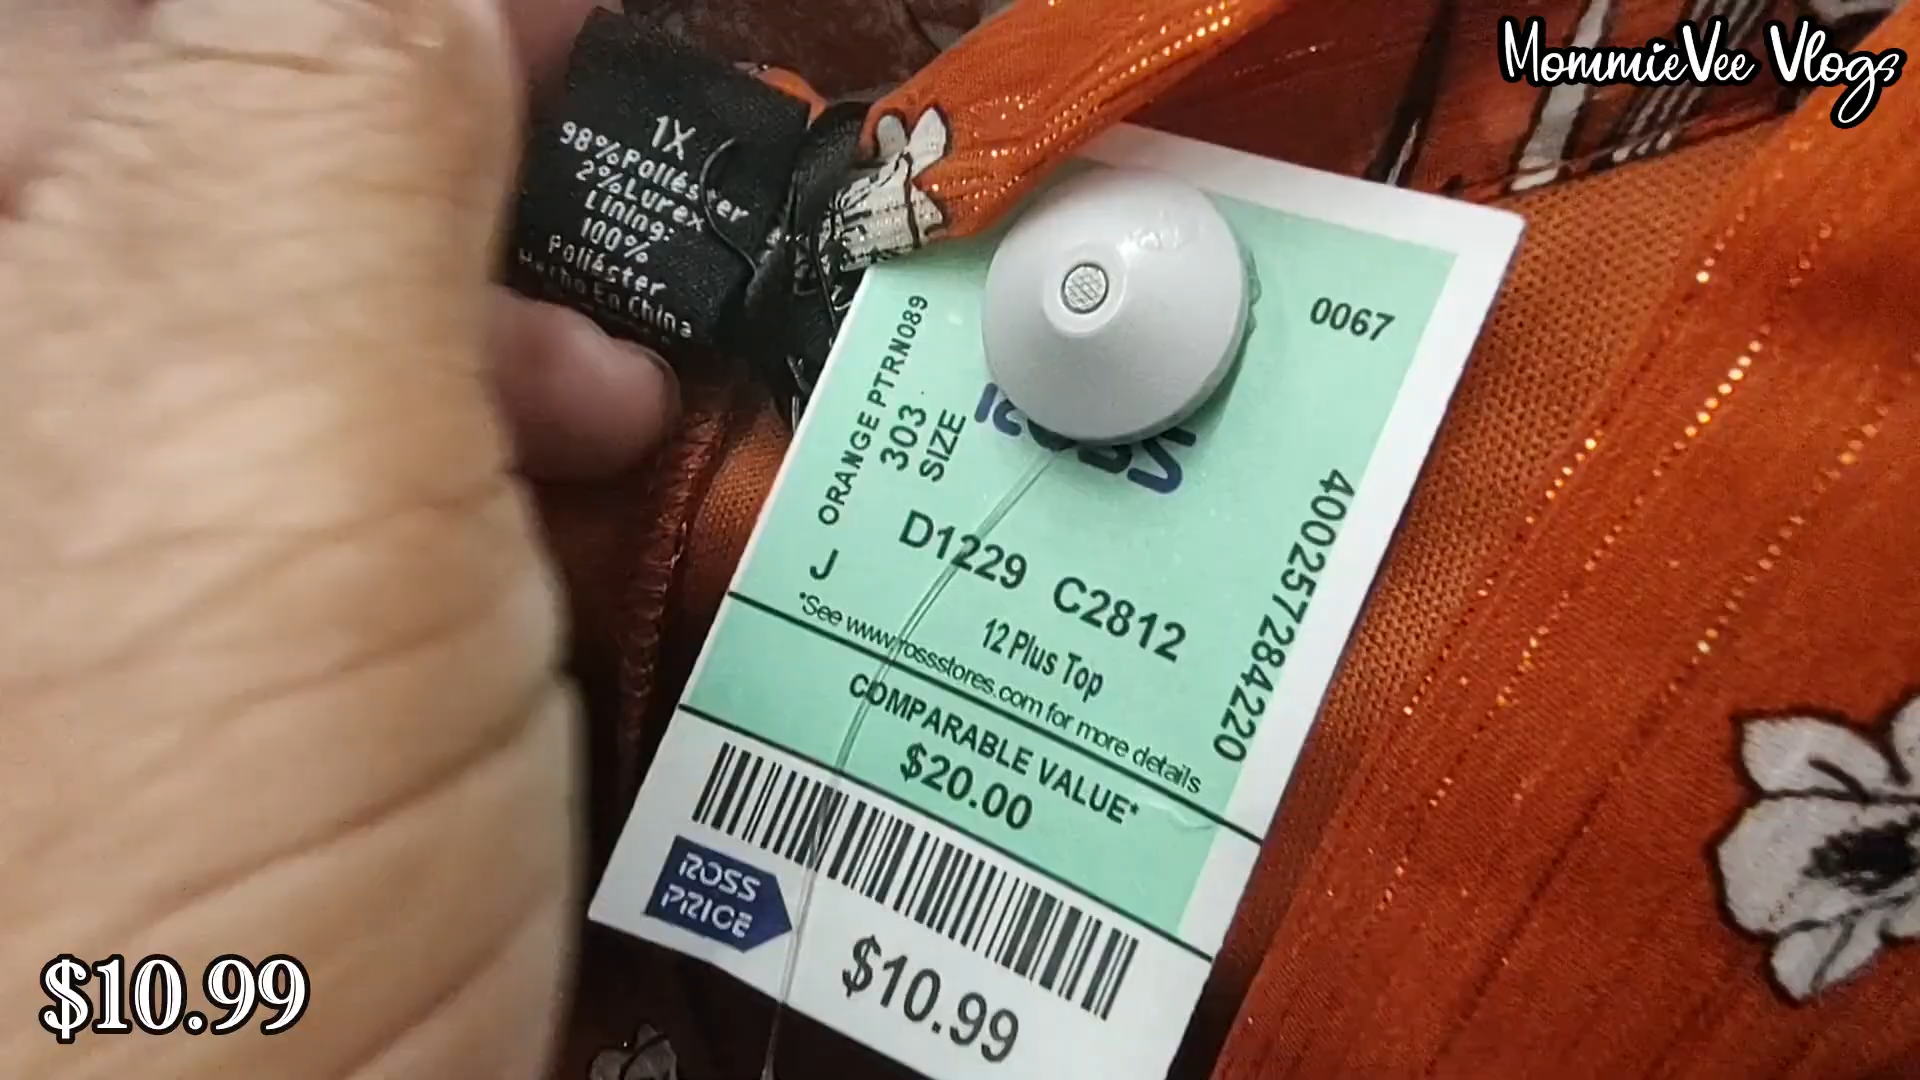 MommieVee Vlogs
1X
98% Poliéster
2% Lurex
Lining:
100%
Poliéster
Hecho En China
0067
ORANGE PTRN089
303
SIZE
J
D1229 C2812
12 Plus Top
400257284220
*See www.rossstores.com for more details
COMPARABLE VALUE*
$20.00
ROSS
PRICE
$10.99
$10.99